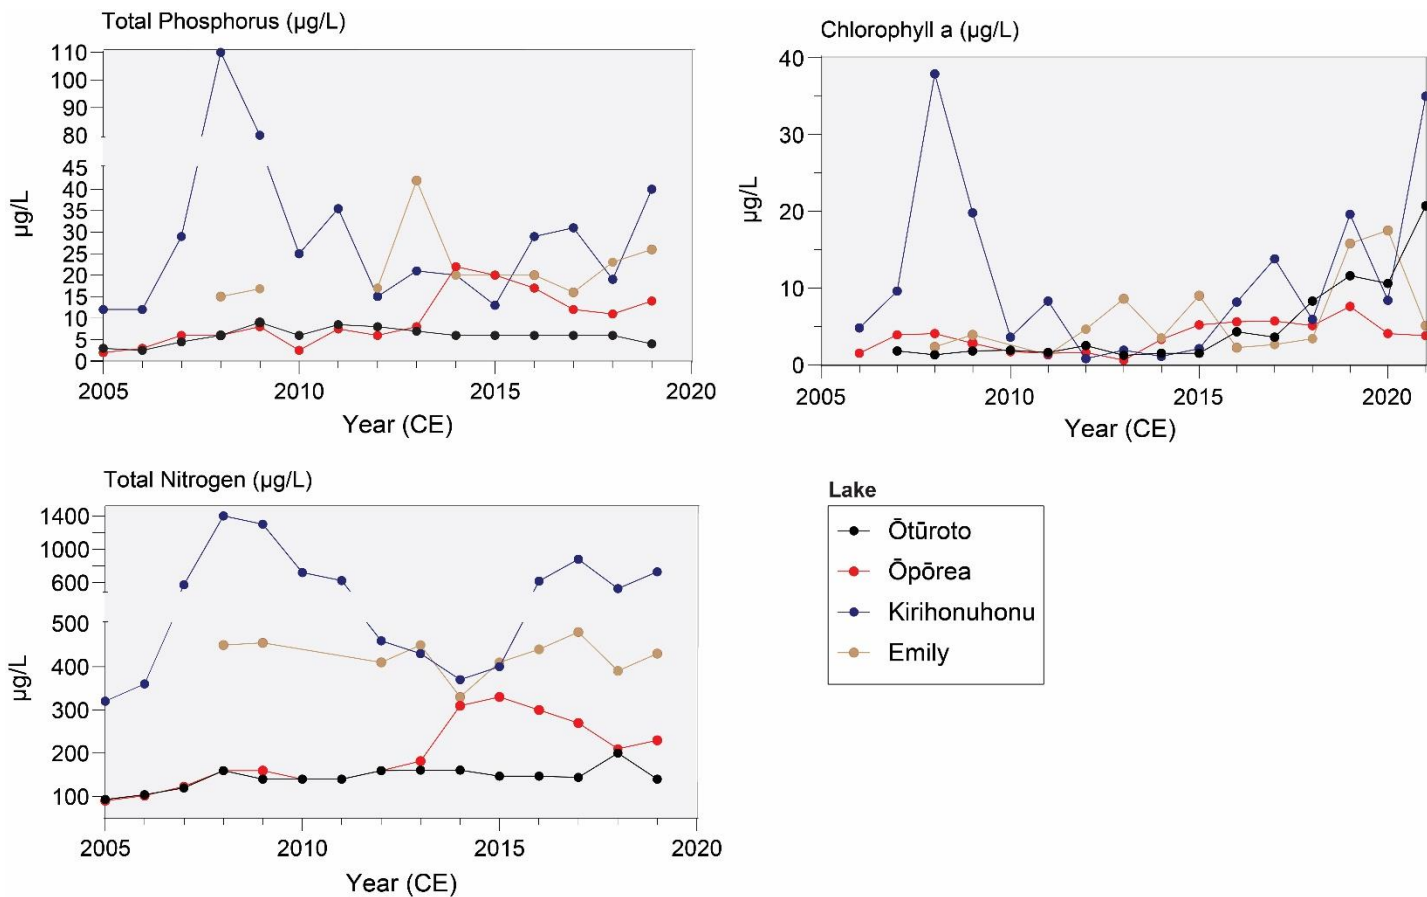 Total Phosphorus (µg/L)
110
100
90
80
45
40
35
30
25
20
15
10
5
0
µg/L
2005
2010
2015
2020
Year (CE)
Chlorophyll a (µg/L)
40
30
20
10
0
µg/L
2005
2010
2015
2020
Year (CE)
Total Nitrogen (µg/L)
1400
1000
600
500
400
300
200
100
µg/L
2005
2010
2015
2020
Year (CE)
Lake
Ōtūroto
Ōpōrea
Kirihonuhonu
Emily